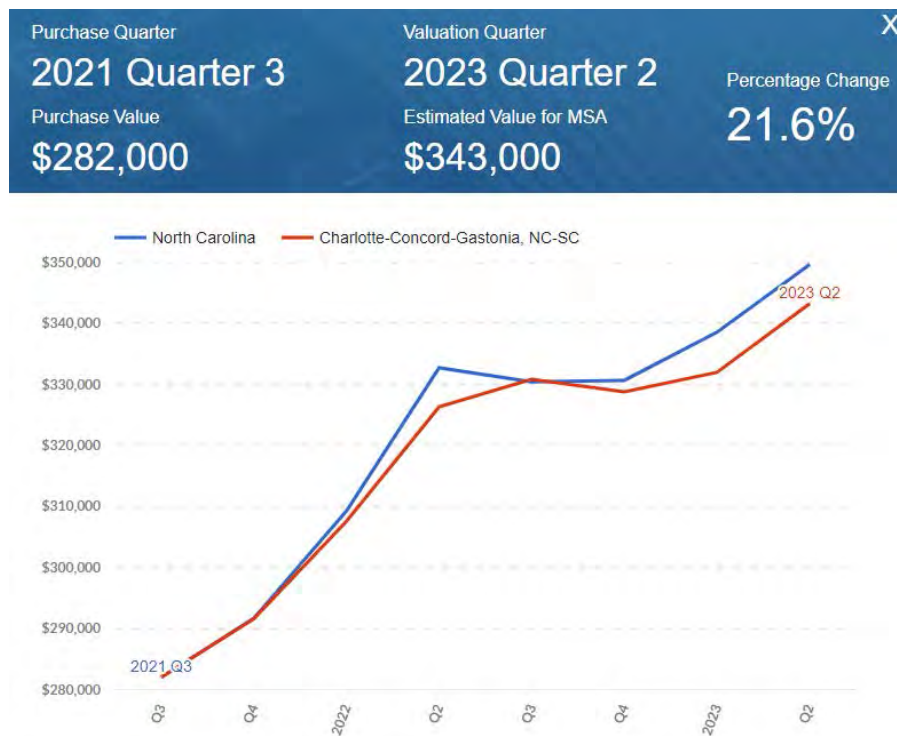 X
Purchase Quarter
2021 Quarter 3
Purchase Value
$282,000
Valuation Quarter
2023 Quarter 2
Estimated Value for MSA
$343,000
Percentage Change
21.6%
North Carolina
Charlotte-Concord-Gastonia, NC-SC
$350,000
$340,000
$330,000
$320,000
$310,000
$300,000
$290,000
$280,000
2023 Q2
2021 Q3
Q3
Q4
2022
Q2
Q3
Q4
2023
Q2